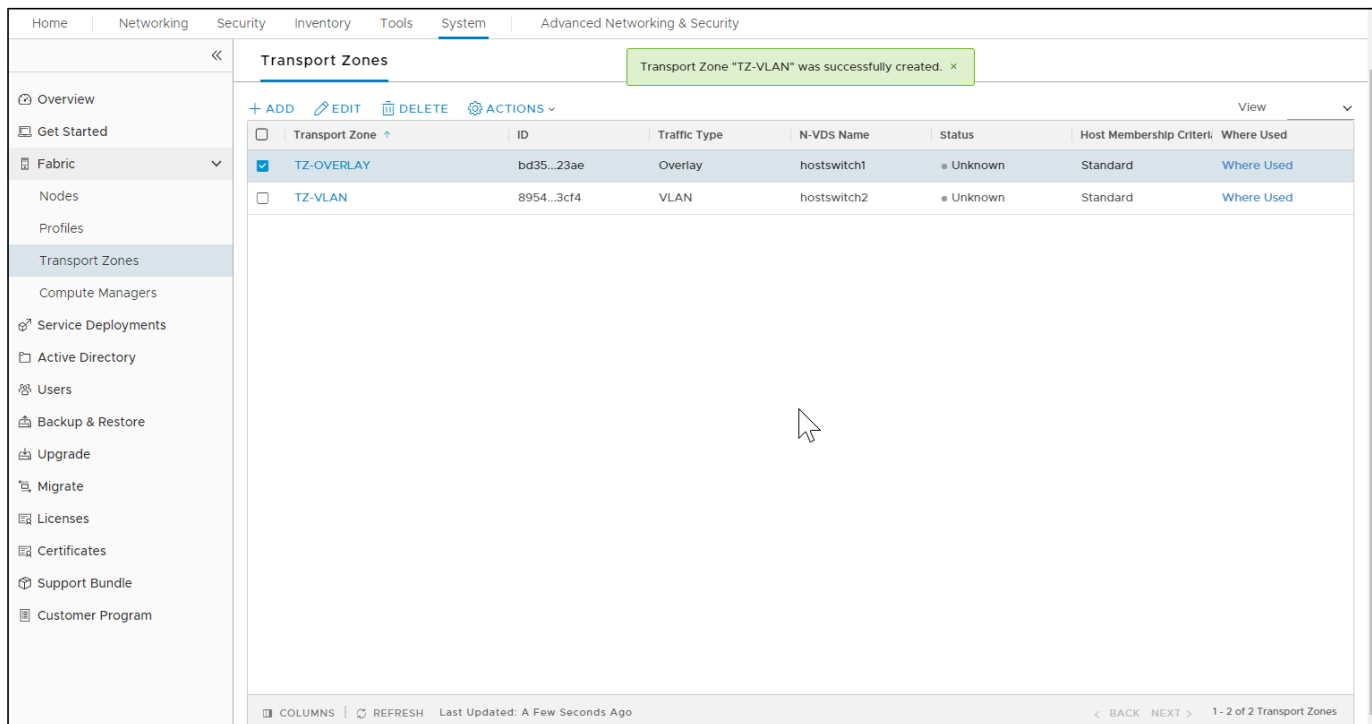 Home Networking Security Inventory Tools System Advanced Networking & Security
Transport Zones
Transport Zone "TZ-VLAN" was successfully created. ×
Overview
Get Started
Fabric
Nodes
Profiles
Transport Zones
Compute Managers
Service Deployments
Active Directory
Users
Backup & Restore
Upgrade
Migrate
Licenses
Certificates
Support Bundle
Customer Program
+ ADD EDIT DELETE ACTIONS View
Transport Zone ↑ ID Traffic Type N-VDS Name Status Host Membership Criteri Where Used
TZ-OVERLAY bd35...23ae Overlay hostswitch1 Unknown Standard Where Used
TZ-VLAN 8954...3cf4 VLAN hostswitch2 Unknown Standard Where Used
COLUMNS REFRESH Last Updated: A Few Seconds Ago < BACK NEXT > 1 - 2 of 2 Transport Zones